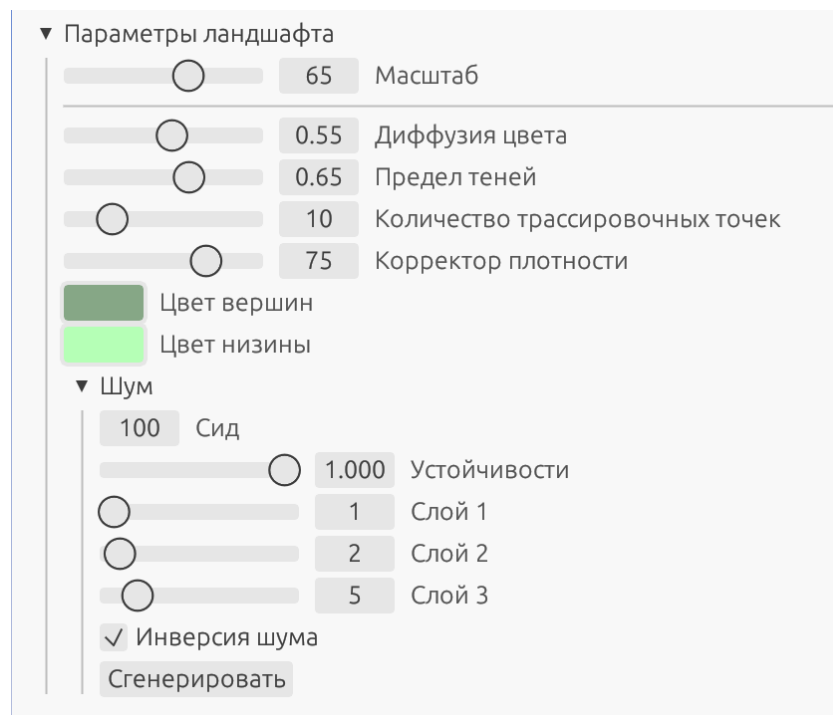 Параметры ландшафта
65 Масштаб
0.55 Диффузия цвета
0.65 Предел теней
10 Количество трассировочных точек
75 Корректор плотности
Цвет вершин
Цвет низины
Шум
100 Сид
1.000 Устойчивости
1 Слой 1
2 Слой 2
5 Слой 3
Инверсия шума
Сгенерировать